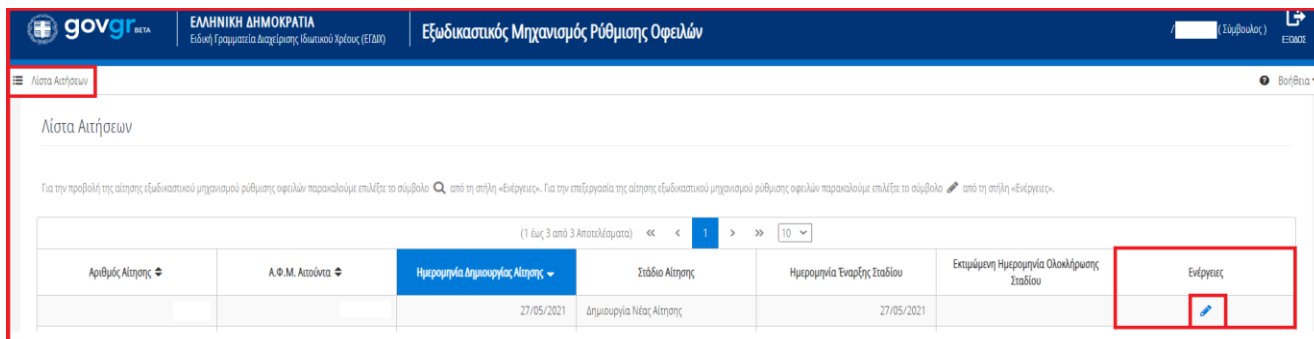 govgr BETA
ΕΛΛΗΝΙΚΗ ΔΗΜΟΚΡΑΤΙΑ
Ειδική Γραμματεία Διαχείρισης Ιδιωτικού Χρέους (ΕΓΔΙΧ)
Εξωδικαστικός Μηχανισμός Ρύθμισης Οφειλών
/ ( Σύμβουλος )
ΕΞΟΔΟΣ
Λίστα Αιτήσεων
Βοήθεια
Λίστα Αιτήσεων
Για την προβολή της αίτησης εξωδικαστικού μηχανισμού ρύθμισης οφειλών παρακαλούμε επιλέξτε το σύμβολο από τη στήλη «Ενέργειες». Για την επεξεργασία της αίτησης εξωδικαστικού μηχανισμού ρύθμισης οφειλών παρακαλούμε επιλέξτε το σύμβολο από τη στήλη «Ενέργειες».
(1 έως 3 από 3 Αποτελέσματα) 1 10
Αριθμός Αίτησης Α.Φ.Μ. Αιτούντα Ημερομηνία Δημιουργίας Αίτησης Στάδιο Αίτησης Ημερομηνία Έναρξης Σταδίου Εκτιμώμενη Ημερομηνία Ολοκλήρωσης Ενέργειες
Σταδίου
27/05/2021 Δημιουργία Νέας Αίτησης 27/05/2021